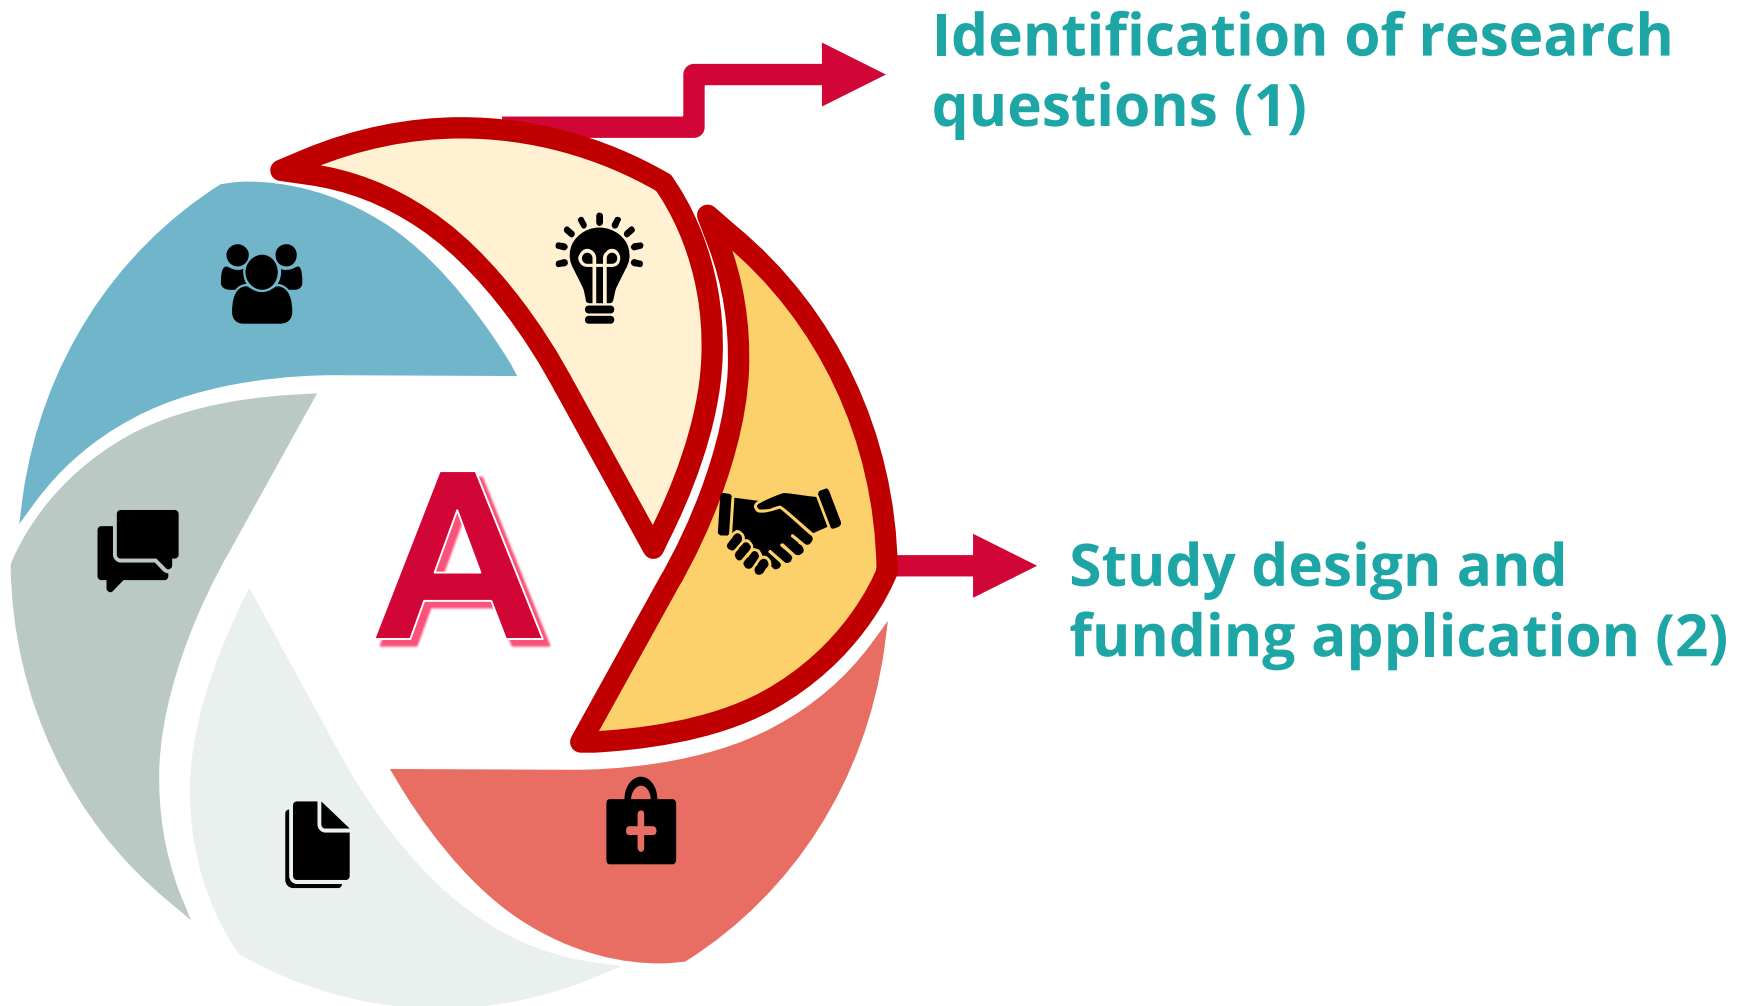 Identification of research
questions (1)
A
Study design and
funding application (2)